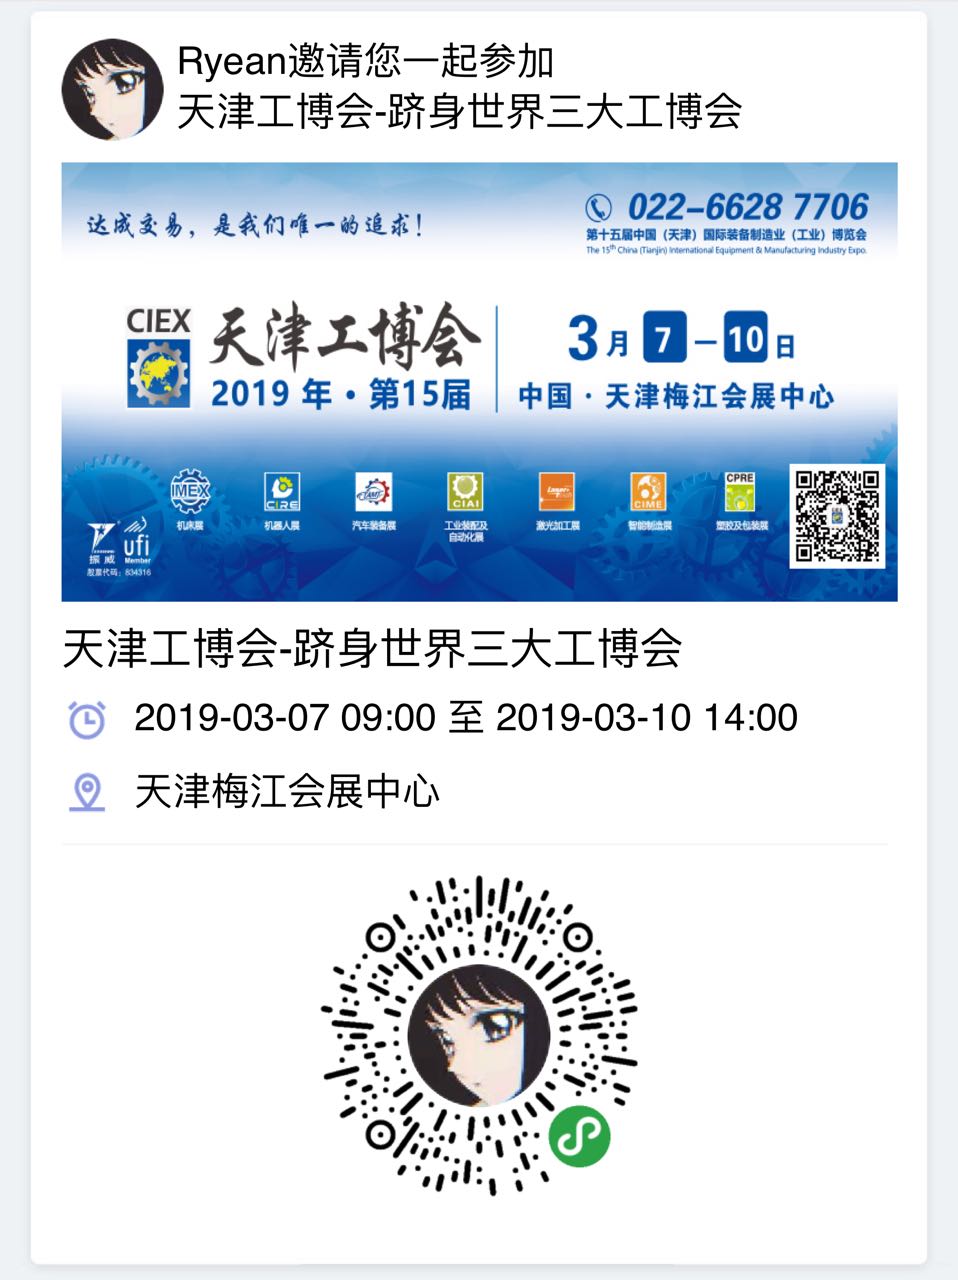 Ryean邀请您一起参加
天津工博会-跻身世界三大工博会
达成交易，是我们唯一的追求！
022-6628 7706
第十五届中国（天津）国际装备制造业（工业）博览会
The 15th China (Tianjin) International Equipment & Manufacturing Industry Expo.
CIEX
天津工博会
2019 年·第15届
3月7-10日
中国·天津梅江会展中心
IMEX
机床展
CIRE
机器人展
IAMT
汽车装备展
CIAI
工业装配及
自动化展
激光加工展
CIME
智能制造展
CPRE
塑胶及包装展
振威
股票代码：834316
ufi
Member
天津工博会-跻身世界三大工博会
2019-03-07 09:00 至 2019-03-10 14:00
天津梅江会展中心